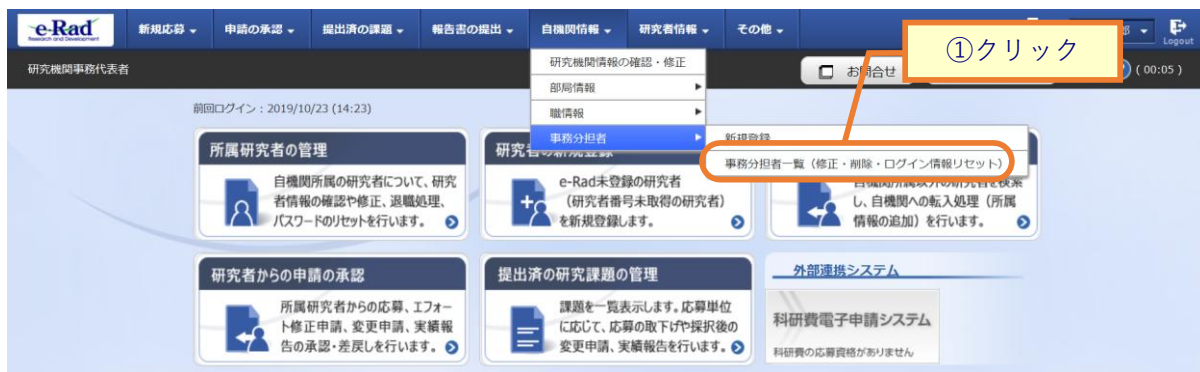 e-Rad
Research and Development
新規応募
申請の承認
提出済の課題
報告書の提出
自機関情報
研究者情報
その他
Logout
①クリック
研究機関事務代表者
お問合せ
( 00:05 )
研究機関情報の確認・修正
部局情報
職情報
事務分担者
新規登録
事務分担者一覧（修正・削除・ログイン情報リセット）
前回ログイン：2019/10/23 (14:23)
所属研究者の管理
自機関所属の研究者について、研究
者情報の確認や修正、退職処理、
パスワードのリセットを行います。
e-Rad未登録の研究者
（研究者番号未取得の研究者）
を新規登録します。
し、自機関への転入処理（所属
情報の追加）を行います。
研究者からの申請の承認
所属研究者からの応募、エフォー
ト修正申請、変更申請、実績報
告の承認・差戻しを行います。
提出済の研究課題の管理
課題を一覧表示します。応募単位
に応じて、応募の取下げや採択後の
変更申請、実績報告を行います。
外部連携システム
科研費電子申請システム
科研費の応募資格がありません